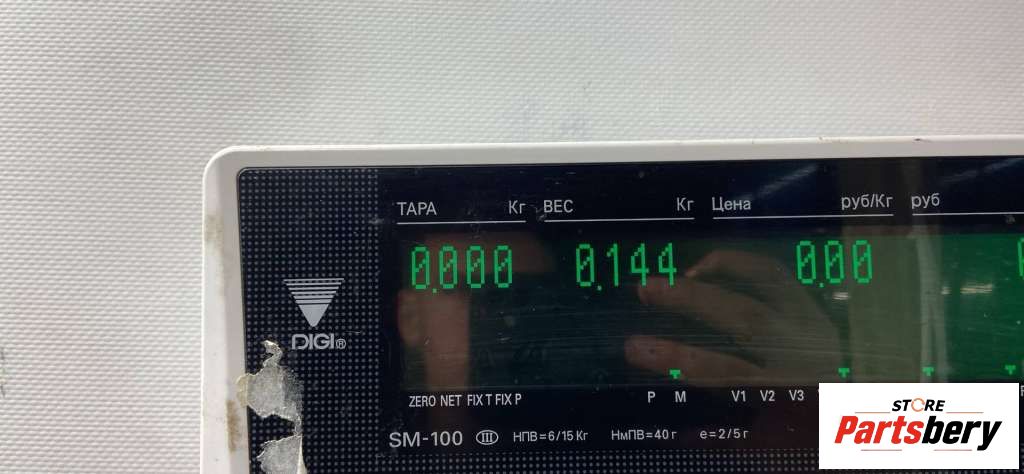 ТАРА Кг ВЕС Кг Цена руб/Кг руб
0.000 0.144 0.00
DIGI®
ZERO NET FIX T FIX P P M V1 V2 V3
SM-100 III НПВ=6/15 Кг НмПВ=40 г e=2/5 г
STORE
Partsbery